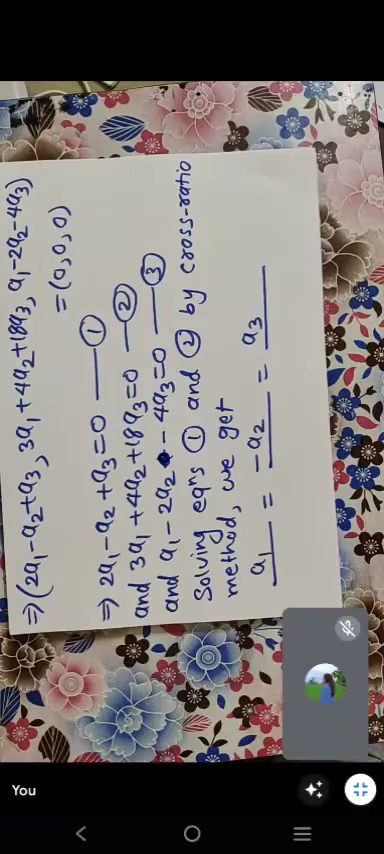 ⇒ (2a₁-a₂+a₃, 3a₁+4a₂+18a₃, a₁-2a₂-4a₃)
= (0,0,0)
⇒ 2a₁-a₂+a₃=0 — ①
and 3a₁+4a₂+18a₃=0 — ②
and a₁-2a₂-4a₃=0 — ③
Solving eqns ① and ② by cross-ratio
method, we get
a₁ = -a₂ = a₃
You